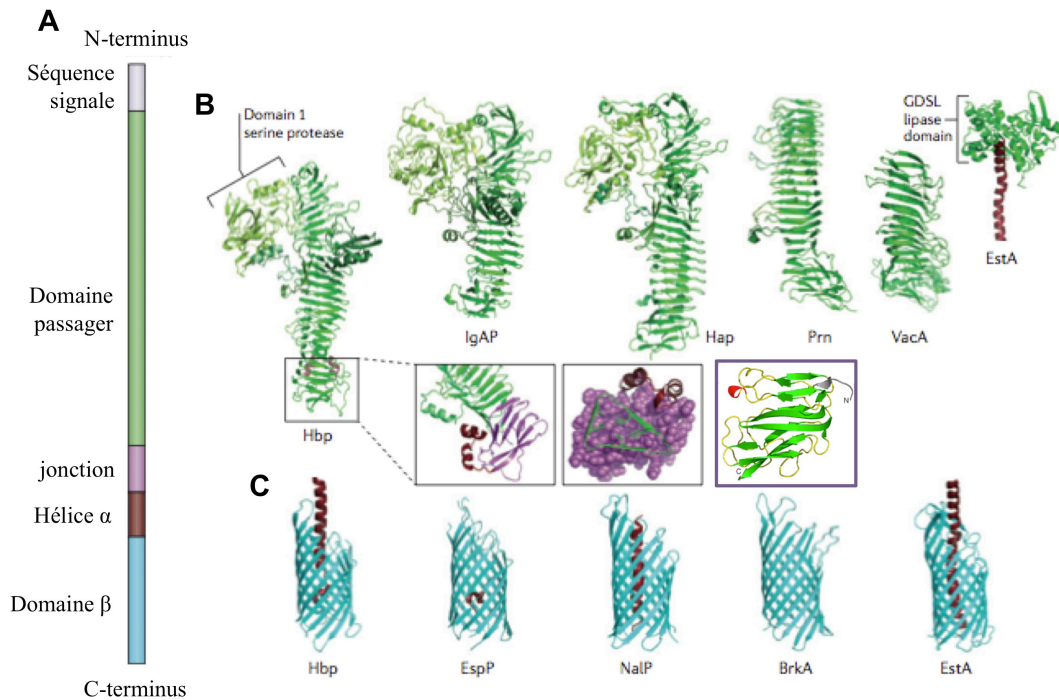 A
N-terminus
Séquence
signale
Domaine
passager
jonction
Hélice α
Domaine β
C-terminus
B
Domain 1
serine protease
GDSL
lipase
domain
EstA
IgAP
Hap
Prn
VacA
Hbp
N
C
C
Hbp
EspP
NalP
BrkA
EstA